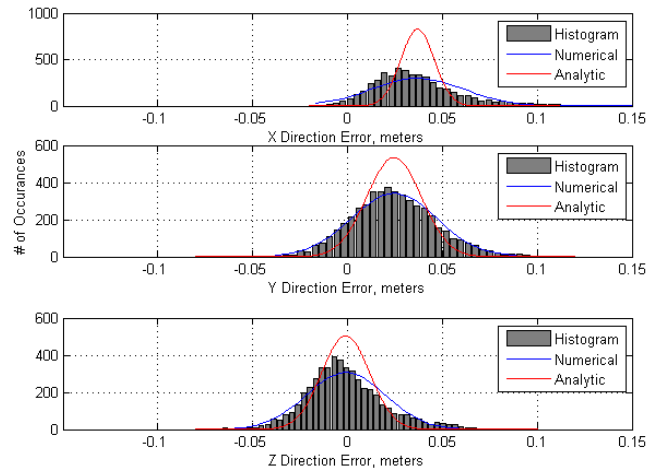 1000
500
0
-0.1 -0.05 0 0.05 0.1 0.15
X Direction Error, meters
Histogram
Numerical
Analytic
# of Occurances
600
400
200
0
-0.1 -0.05 0 0.05 0.1 0.15
Y Direction Error, meters
Histogram
Numerical
Analytic
600
400
200
0
-0.1 -0.05 0 0.05 0.1 0.15
Z Direction Error, meters
Histogram
Numerical
Analytic